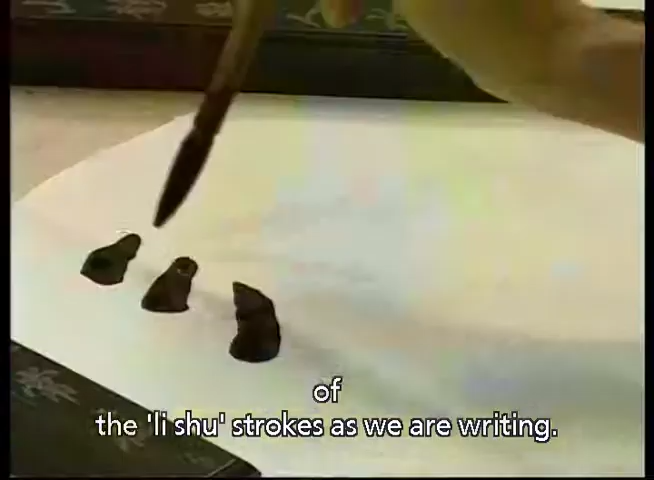 of
the 'li shu' strokes as we are writing.